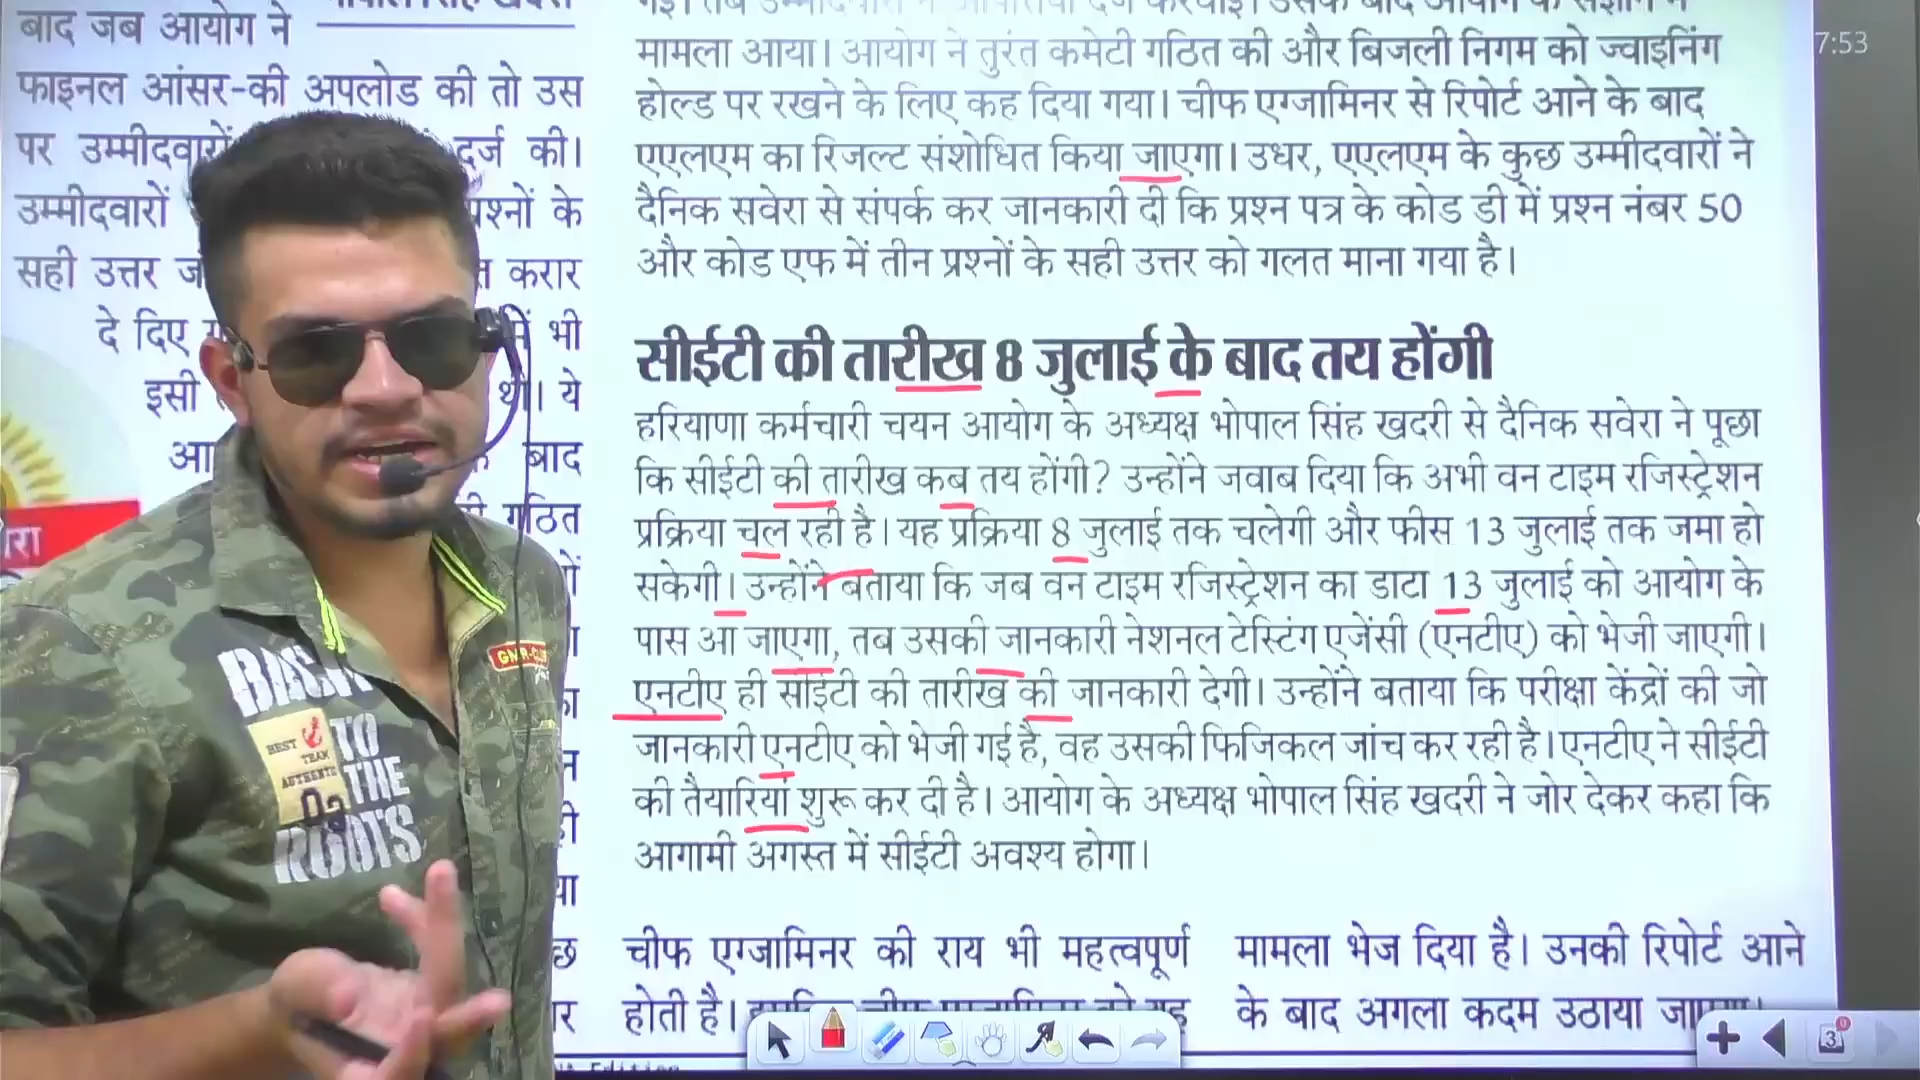 बाद जब आयोग ने
फाइनल आंसर-की अपलोड की तो उस
पर उम्मीदवारों दर्ज की।
उम्मीदवारों प्रश्नों के
सही उत्तर करार
दे दिए में भी
इसी थी। ये
बाद
गठित
मामला आया। आयोग ने तुरंत कमेटी गठित की और बिजली निगम को ज्वाइनिंग
होल्ड पर रखने के लिए कह दिया गया। चीफ एग्जामिनर से रिपोर्ट आने के बाद
एएलएम का रिजल्ट संशोधित किया जाएगा। उधर, एएलएम के कुछ उम्मीदवारों ने
दैनिक सवेरा से संपर्क कर जानकारी दी कि प्रश्न पत्र के कोड डी में प्रश्न नंबर 50
और कोड एफ में तीन प्रश्नों के सही उत्तर को गलत माना गया है।
सीईटी की तारीख 8 जुलाई के बाद तय होंगी
हरियाणा कर्मचारी चयन आयोग के अध्यक्ष भोपाल सिंह खदरी से दैनिक सवेरा ने पूछा
कि सीईटी की तारीख कब तय होंगी? उन्होंने जवाब दिया कि अभी वन टाइम रजिस्ट्रेशन
प्रक्रिया चल रही है। यह प्रक्रिया 8 जुलाई तक चलेगी और फीस 13 जुलाई तक जमा हो
सकेगी। उन्होंने बताया कि जब वन टाइम रजिस्ट्रेशन का डाटा 13 जुलाई को आयोग के
पास आ जाएगा, तब उसकी जानकारी नेशनल टेस्टिंग एजेंसी (एनटीए) को भेजी जाएगी।
एनटीए ही सीईटी की तारीख की जानकारी देगी। उन्होंने बताया कि परीक्षा केंद्रों की जो
जानकारी एनटीए को भेजी गई है, वह उसकी फिजिकल जांच कर रही है। एनटीए ने सीईटी
की तैयारियां शुरू कर दी है। आयोग के अध्यक्ष भोपाल सिंह खदरी ने जोर देकर कहा कि
आगामी अगस्त में सीईटी अवश्य होगा।
चीफ एग्जामिनर की राय भी महत्वपूर्ण
होती है।
मामला भेज दिया है। उनकी रिपोर्ट आने
के बाद अगला कदम उठाया
7:53
BACK
TO
THE
ROOTS
BEST
TEAM
AUTHENTIC
3